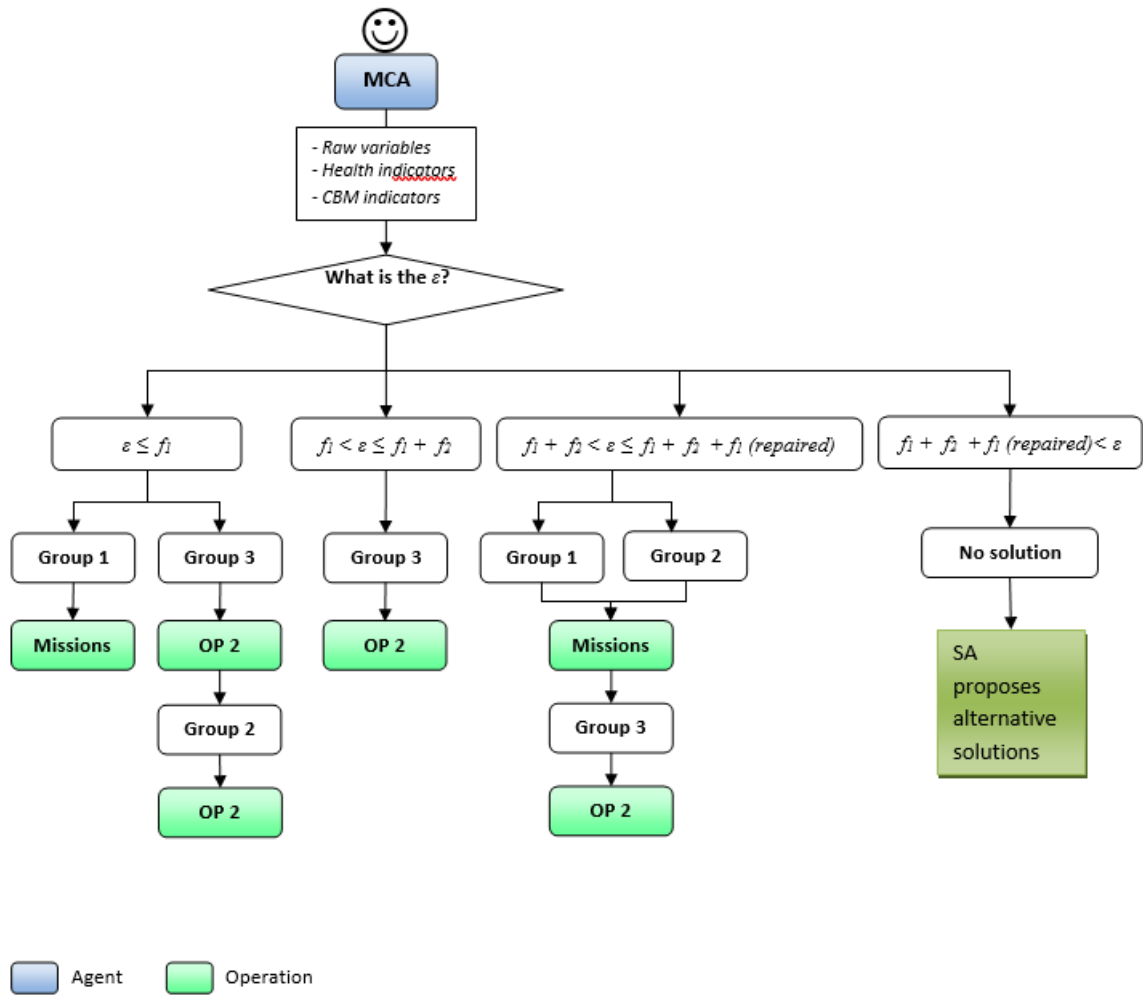 MCA
- Raw variables
- Health indicators
- CBM indicators
What is the ε?
ε ≤ f₁
f₁ < ε ≤ f₁ + f₂
f₁ + f₂ < ε ≤ f₁ + f₂ + f₁ (repaired)
f₁ + f₂ + f₁ (repaired) < ε
Group 1
Group 3
Group 3
Group 1
Group 2
No solution
Missions
OP 2
OP 2
Missions
SA
proposes
alternative
solutions
Group 2
Group 3
OP 2
OP 2
Agent
Operation